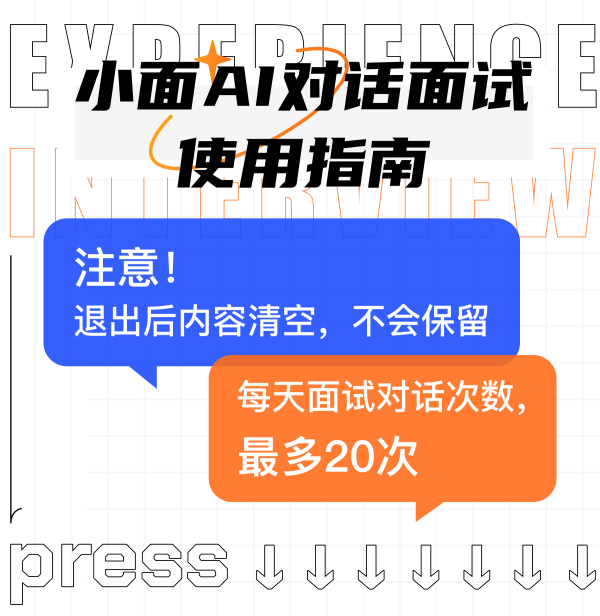 EXPERIENCE
小面AI对话面试
使用指南
INTERVIEW
注意！
退出后内容清空，不会保留
每天面试对话次数，
最多20次
press